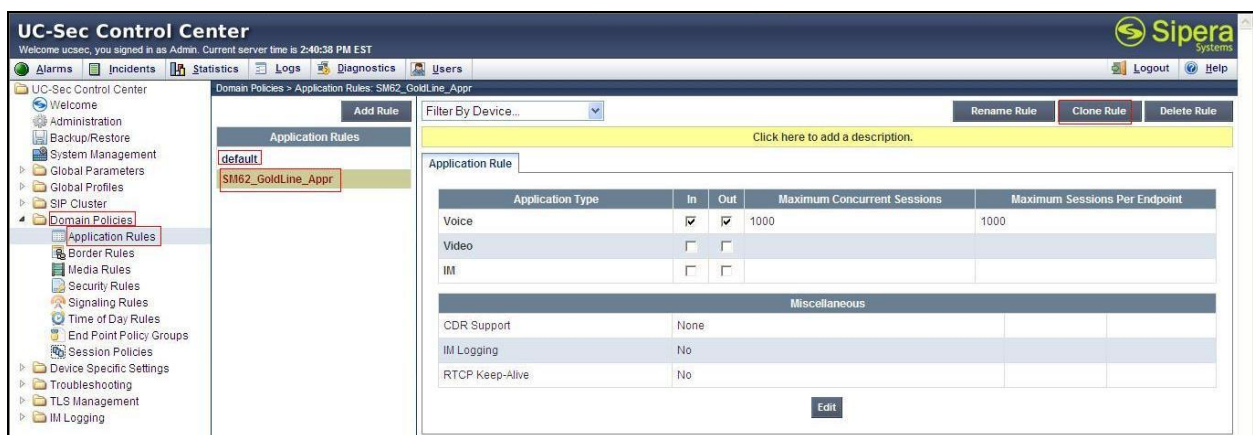 UC-Sec Control Center
Welcome ucsec, you signed in as Admin. Current server time is 2:40:38 PM EST
Sipera
Systems
Alarms Incidents Statistics Logs Diagnostics Users Logout Help
UC-Sec Control Center
Welcome
Administration
Backup/Restore
System Management
Global Parameters
Global Profiles
SIP Cluster
Domain Policies
Application Rules
Border Rules
Media Rules
Security Rules
Signaling Rules
Time of Day Rules
End Point Policy Groups
Session Policies
Device Specific Settings
Troubleshooting
TLS Management
IM Logging
Domain Policies > Application Rules: SM62_GoldLine_Appr
Add Rule
Application Rules
default
SM62_GoldLine_Appr
Filter By Device... Rename Rule Clone Rule Delete Rule
Click here to add a description.
Application Rule
Application Type In Out Maximum Concurrent Sessions Maximum Sessions Per Endpoint
Voice 1000 1000
Video
IM
Miscellaneous
CDR Support None
IM Logging No
RTCP Keep-Alive No
Edit